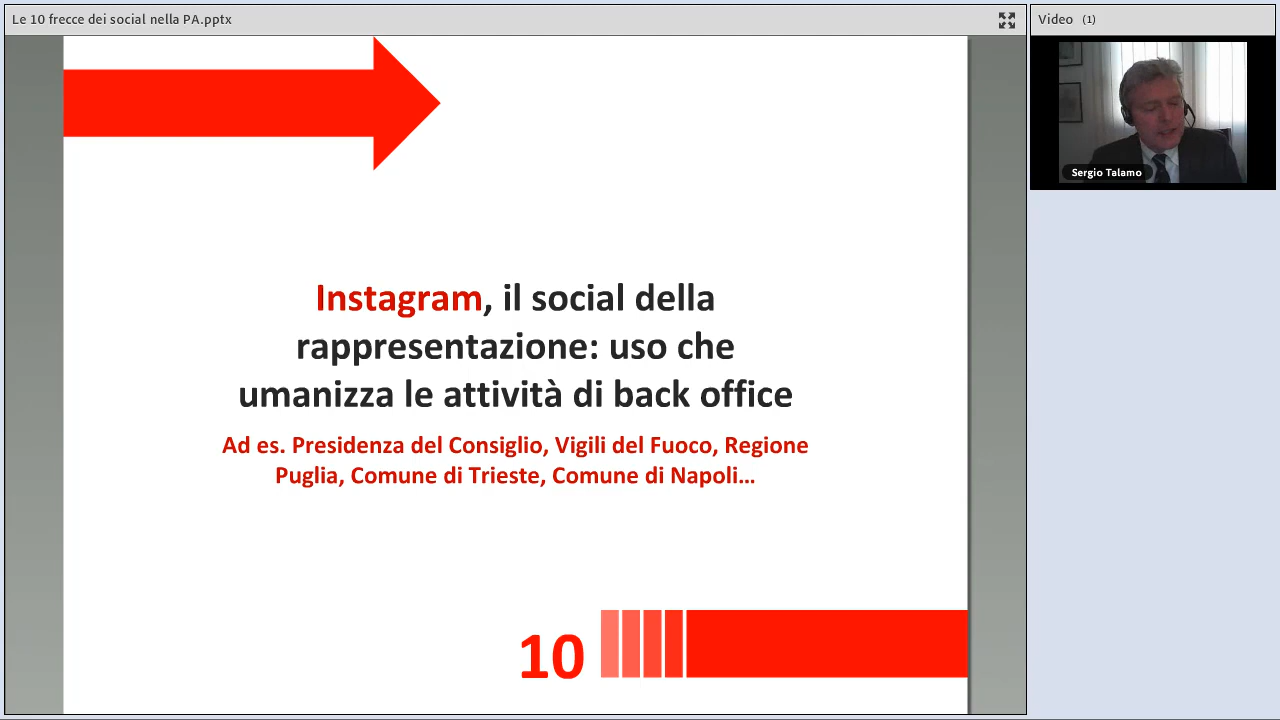 Le 10 frecce dei social nella PA.pptx
Video (1)
Sergio Talamo
Instagram, il social della
rappresentazione: uso che
umanizza le attività di back office
Ad es. Presidenza del Consiglio, Vigili del Fuoco, Regione
Puglia, Comune di Trieste, Comune di Napoli...
10